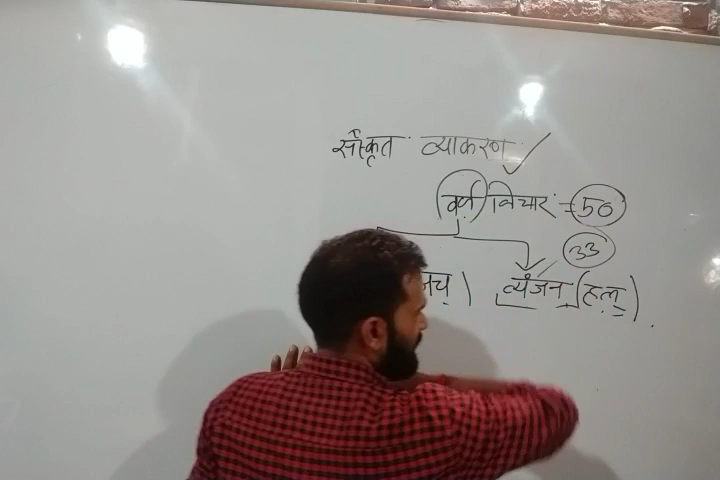 संस्कृत व्याकरण ✓
वर्ण विचारः = 50
33
च्) व्यंजन (हल्)